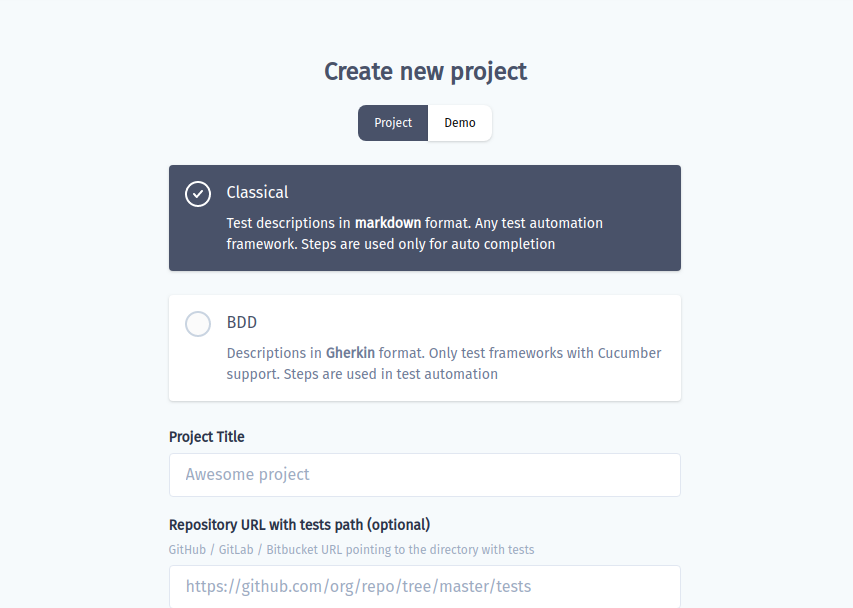 Create new project
Project Demo
Classical
Test descriptions in markdown format. Any test automation
framework. Steps are used only for auto completion
BDD
Descriptions in Gherkin format. Only test frameworks with Cucumber
support. Steps are used in test automation
Project Title
Awesome project
Repository URL with tests path (optional)
GitHub / GitLab / Bitbucket URL pointing to the directory with tests
https://github.com/org/repo/tree/master/tests